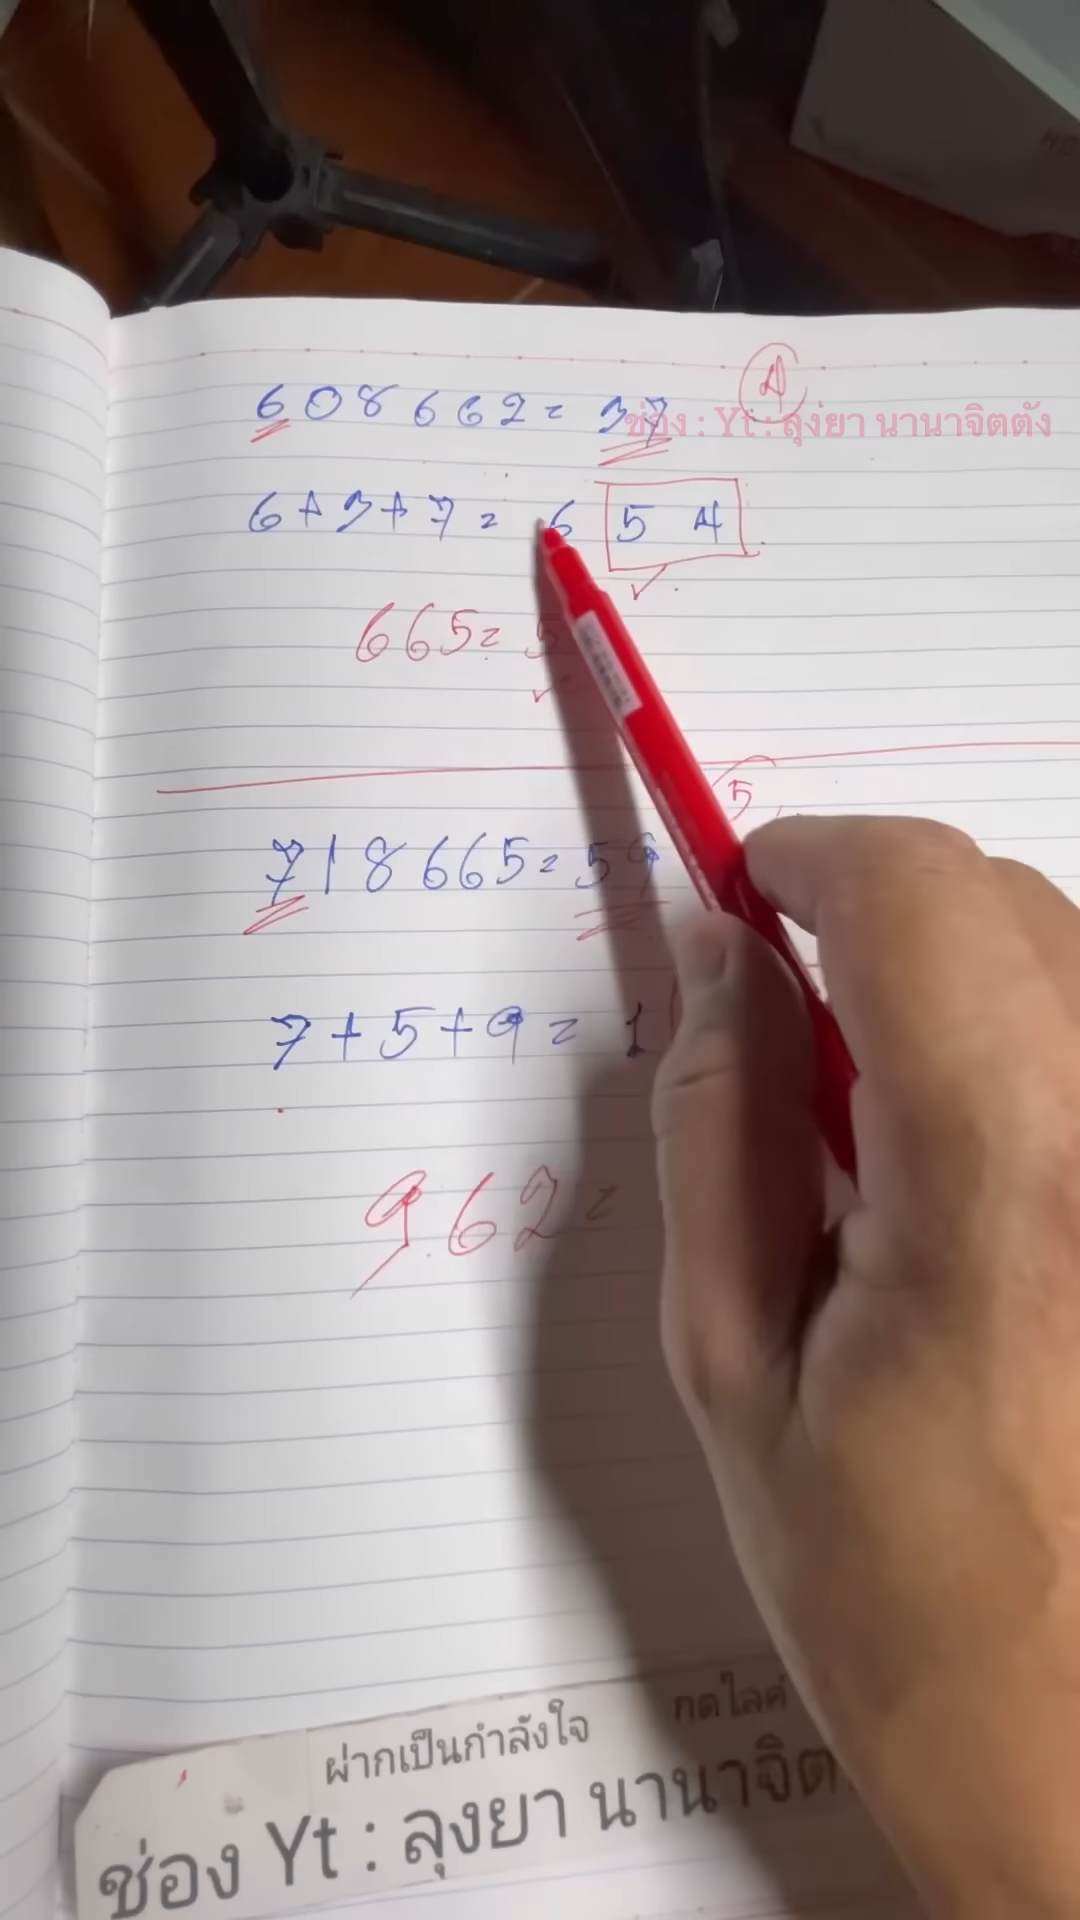 4
608662= 37
ช่อง : Yt : ลุงยา นานาจิตตัง
6+3+7= 6 5 4
665= 5
5
718665=59
7+5+9= 1
962=
ฝากเป็นกำลังใจ กดไลค์
ช่อง Yt : ลุงยา นานาจิต